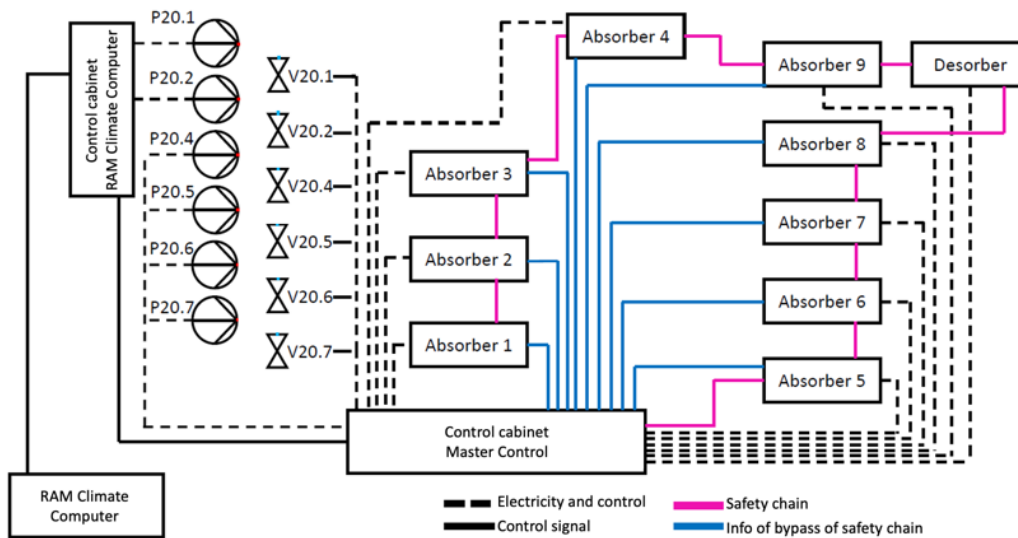 P20.1
P20.2
P20.4
P20.5
P20.6
P20.7
Control cabinet
RAM Climate Computer
V20.1
V20.2
V20.4
V20.5
V20.6
V20.7
Absorber 4
Absorber 3
Absorber 2
Absorber 1
Absorber 9
Desorber
Absorber 8
Absorber 7
Absorber 6
Absorber 5
Control cabinet
Master Control
RAM Climate
Computer
Electricity and control
Control signal
Safety chain
Info of bypass of safety chain